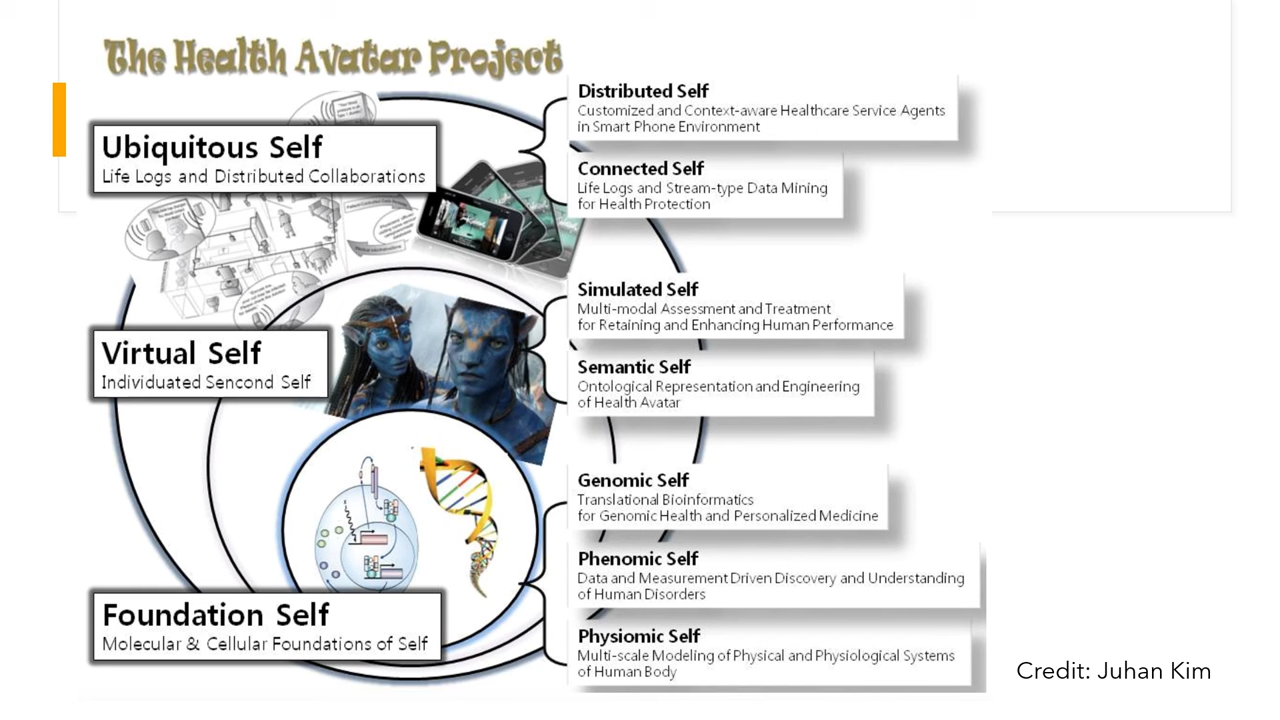 The Health Avatar Project
Ubiquitous Self
Life Logs and Distributed Collaborations
Distributed Self
Customized and Context-aware Healthcare Service Agents
in Smart Phone Environment
Connected Self
Life Logs and Stream-type Data Mining
for Health Protection
Virtual Self
Individuated Sencond Self
Simulated Self
Multi-modal Assessment and Treatment
for Retaining and Enhancing Human Performance
Semantic Self
Ontological Representation and Engineering
of Health Avatar
Foundation Self
Molecular & Cellular Foundations of Self
Genomic Self
Translational Bioinformatics
for Genomic Health and Personalized Medicine
Phenomic Self
Data and Measurement Driven Discovery and Understanding
of Human Disorders
Physiomic Self
Multi-scale Modeling of Physical and Physiological Systems
of Human Body
Credit: Juhan Kim